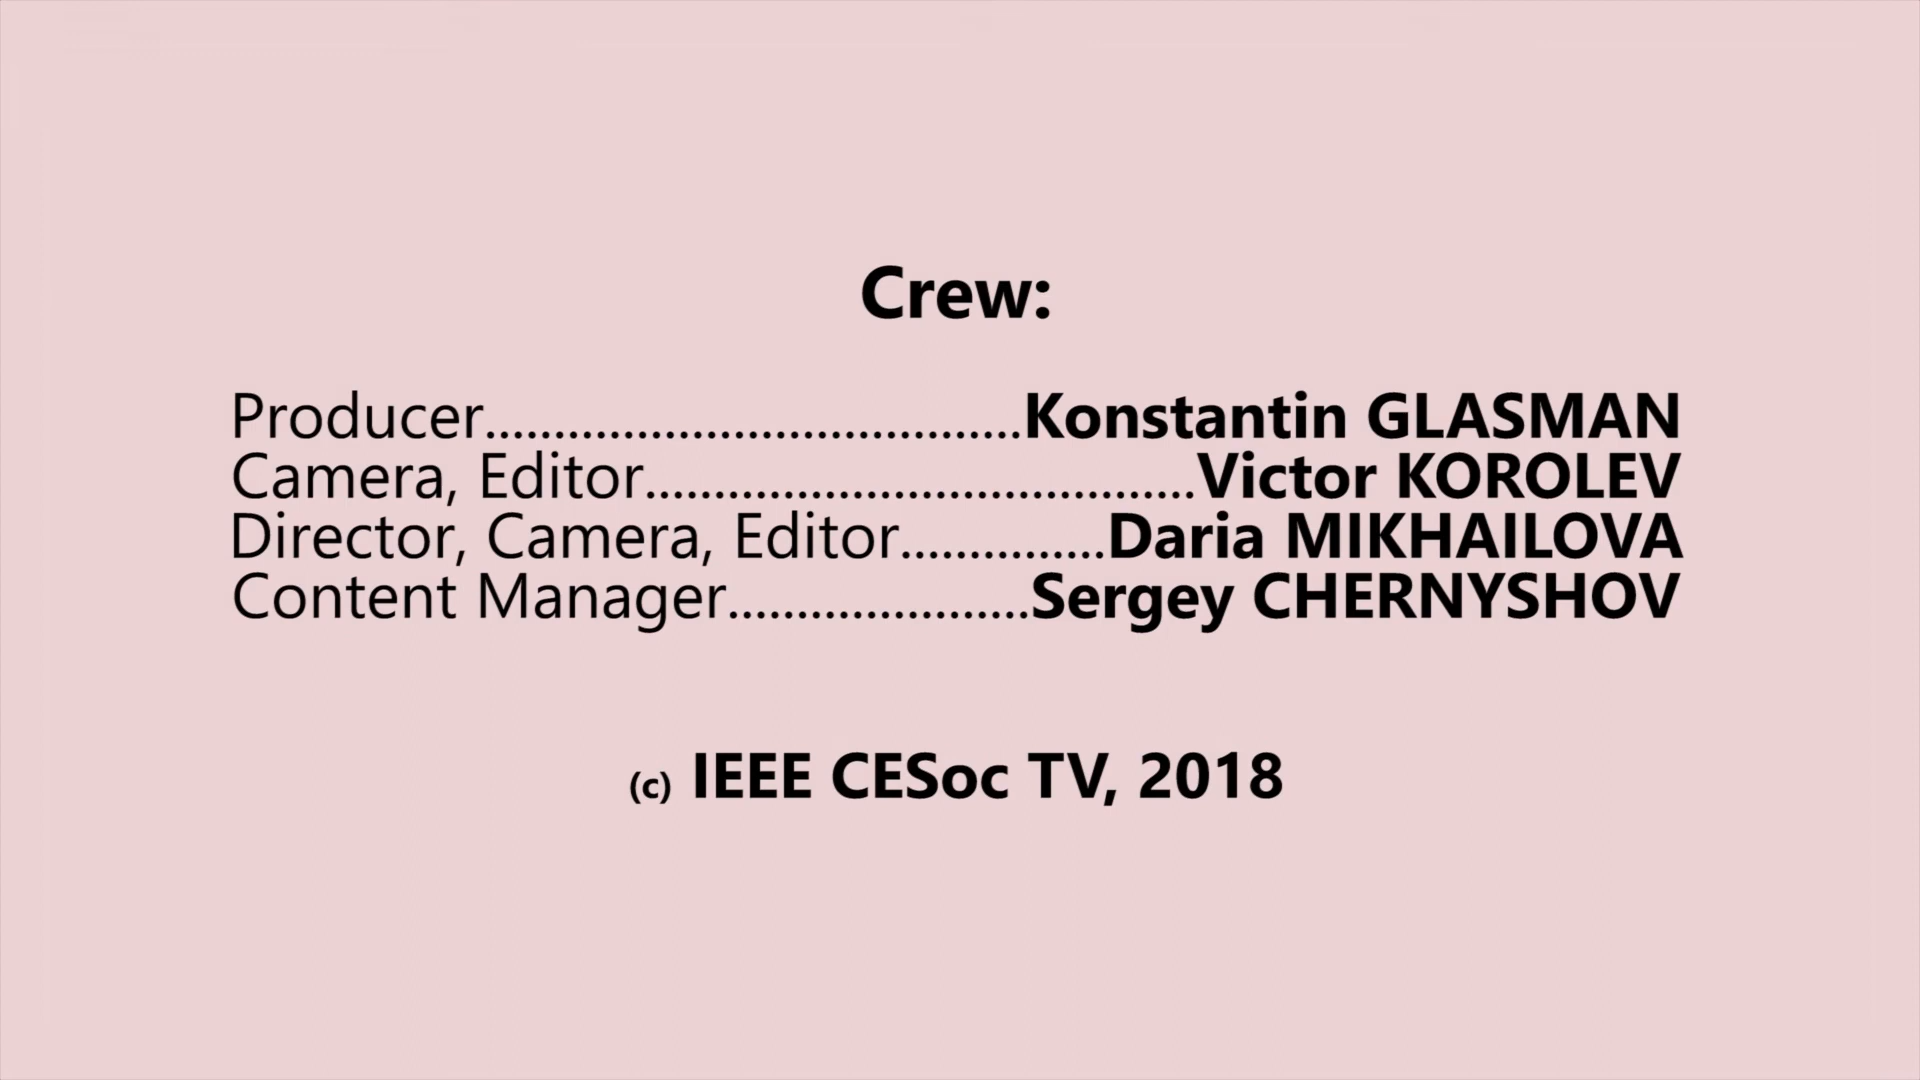 Crew:
Producer.......................................Konstantin GLASMAN
Camera, Editor........................................Victor KOROLEV
Director, Camera, Editor...............Daria MIKHAILOVA
Content Manager......................Sergey CHERNYSHOV
(c) IEEE CESoc TV, 2018